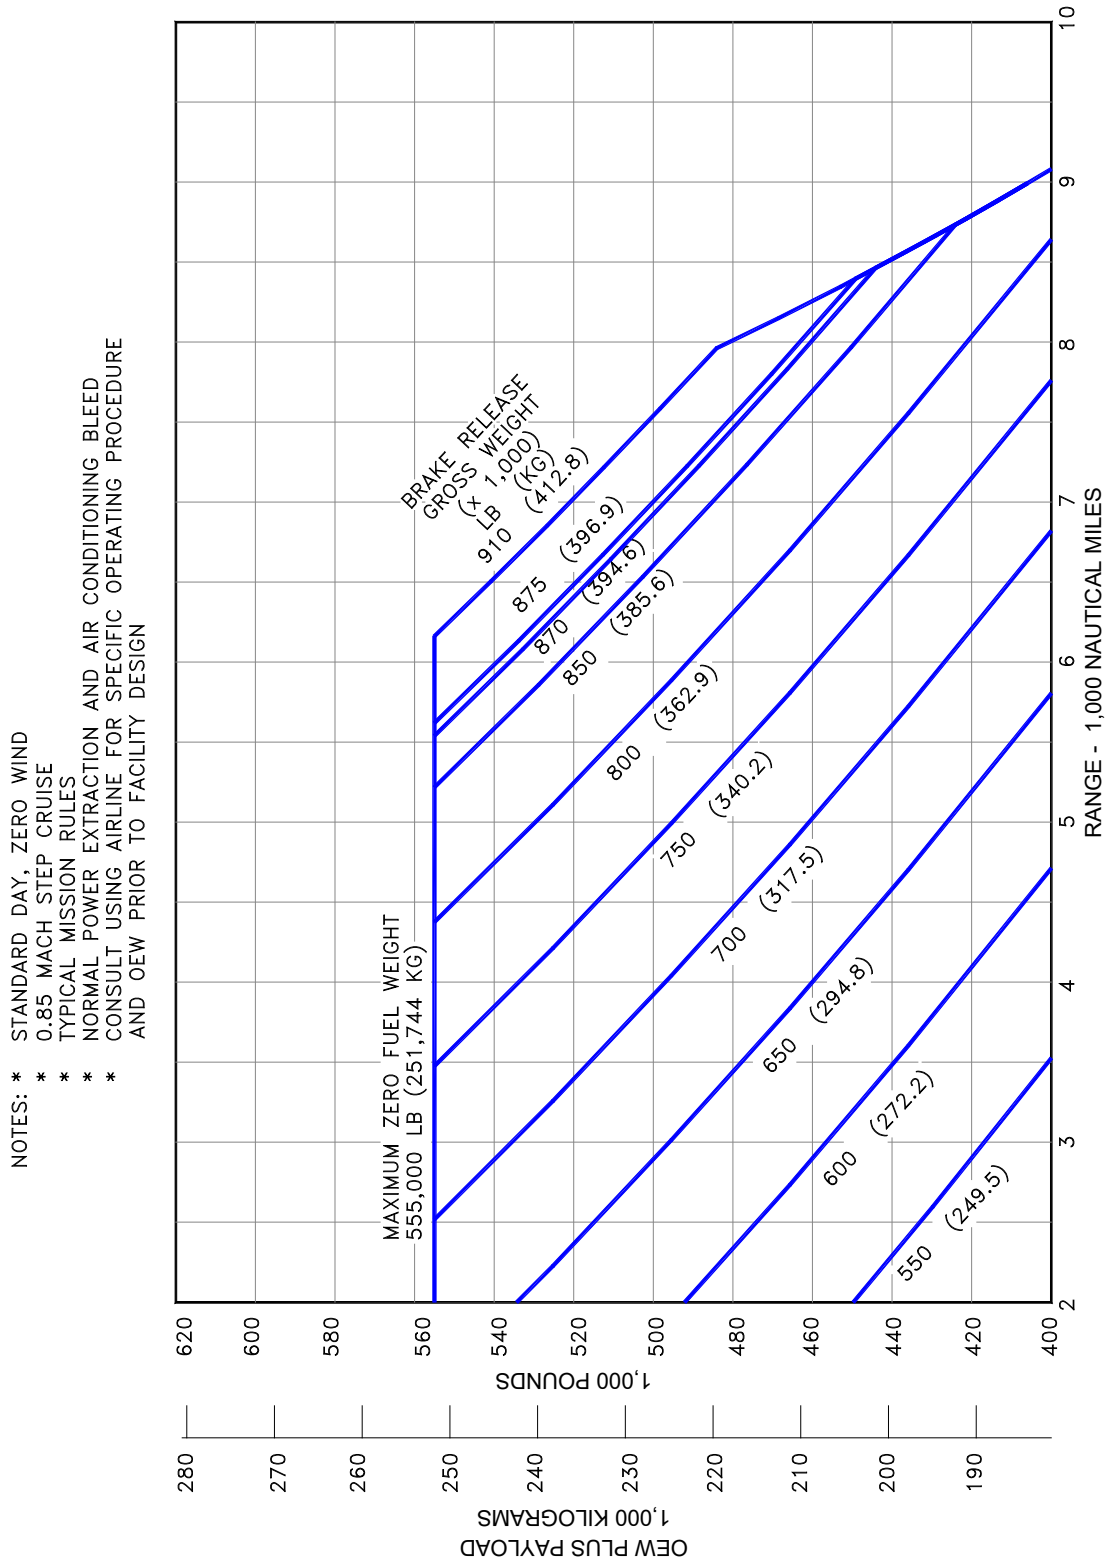 NOTES: * STANDARD DAY, ZERO WIND
* 0.85 MACH STEP CRUISE
* TYPICAL MISSION RULES
* NORMAL POWER EXTRACTION AND AIR CONDITIONING BLEED
* CONSULT USING AIRLINE FOR SPECIFIC OPERATING PROCEDURE
AND OEW PRIOR TO FACILITY DESIGN
OEW PLUS PAYLOAD
1,000 KILOGRAMS
280
270
260
250
240
230
220
210
200
190
1,000 POUNDS
620
600
580
560
540
520
500
480
460
440
420
400
MAXIMUM ZERO FUEL WEIGHT
555,000 LB (251,744 KG)
BRAKE RELEASE
GROSS WEIGHT
(x 1,000)
LB (KG)
910 (412.8)
875 (396.9)
870 (394.6)
850 (385.6)
800 (362.9)
750 (340.2)
700 (317.5)
650 (294.8)
600 (272.2)
550 (249.5)
2
3
4
5
6
7
8
9
10
RANGE - 1,000 NAUTICAL MILES